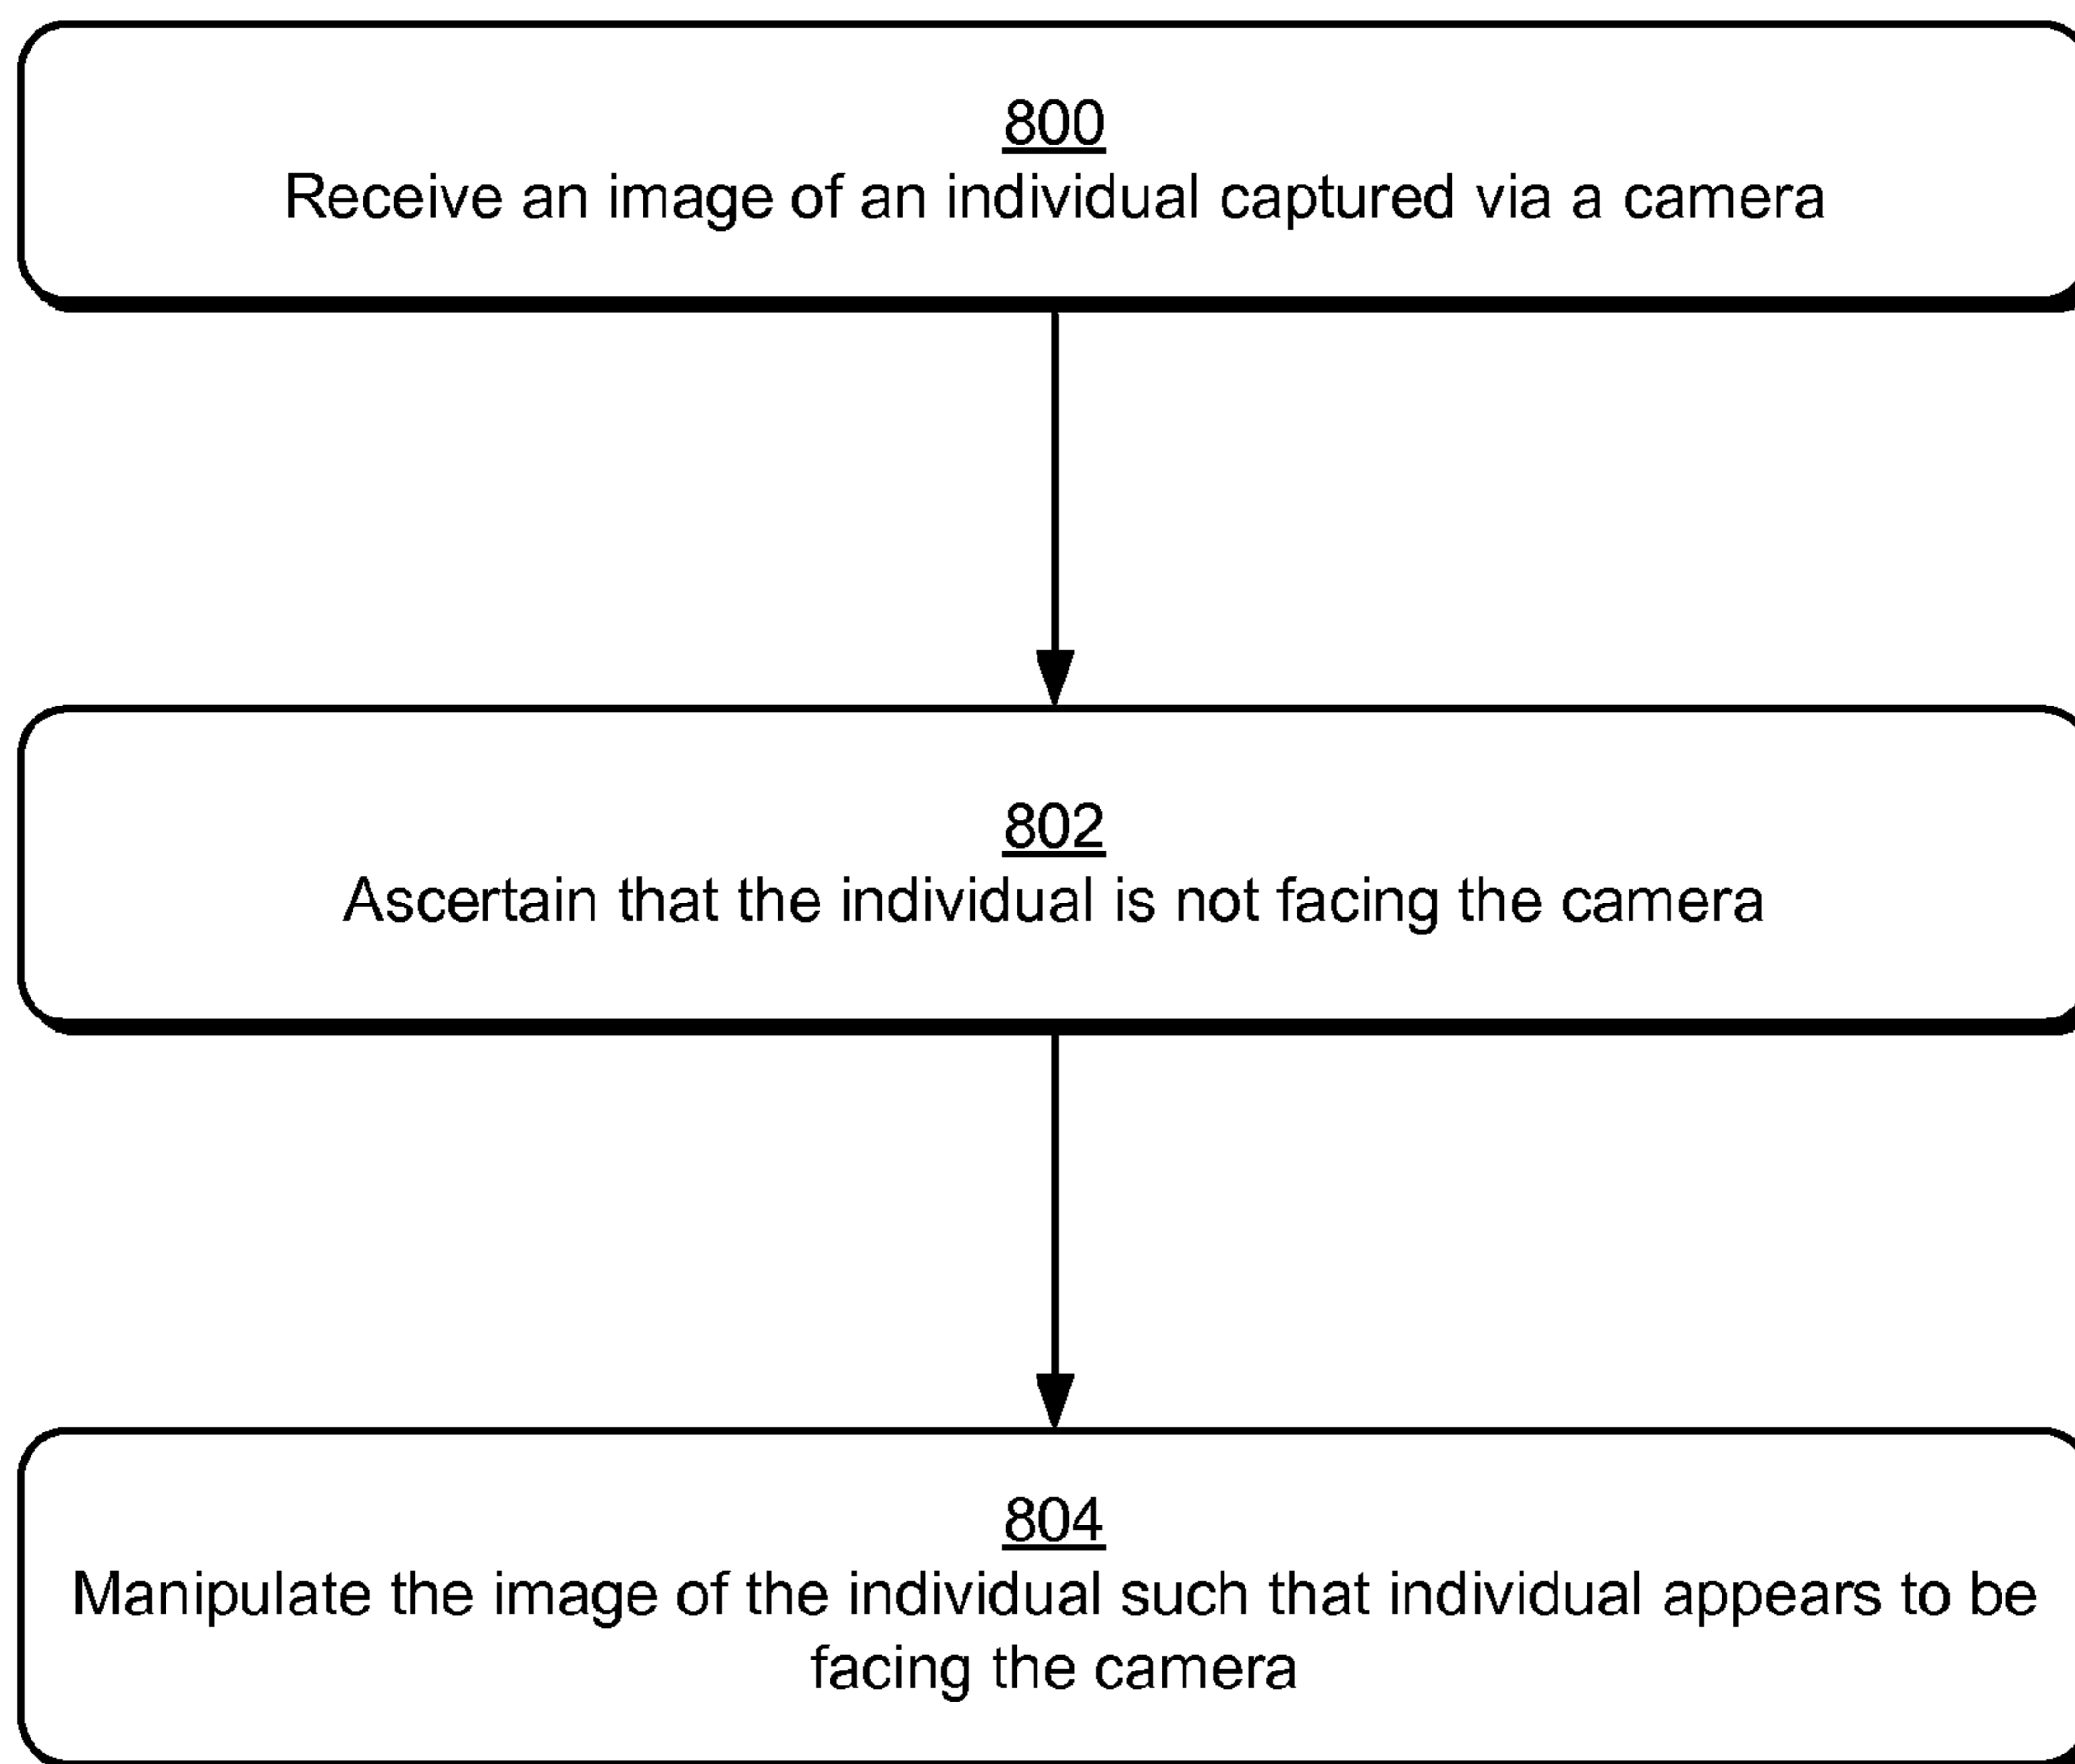 800
Receive an image of an individual captured via a camera
802
Ascertain that the individual is not facing the camera
804
Manipulate the image of the individual such that individual appears to be
facing the camera